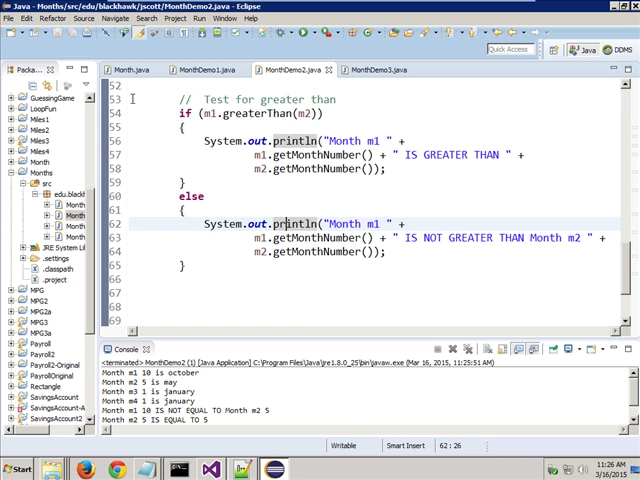 Java - Months/src/edu/blackhawk/jscott/MonthDemo2.java - Eclipse
File Edit Refactor Source Navigate Search Project Run Window Help
Quick Access Java DDMS
Packa... Month.java MonthDemo1.java MonthDemo2.java MonthDemo3.java
GuessingGame
LoopFun
Miles1
Miles2
Miles3
Miles4
Month
Months
src
edu.blackh
Month
Month
Month
Month
JRE System Li
.settings
.classpath
.project
MPG
MPG2
MPG2a
MPG3
MPG3a
Payroll
Payroll2
Payroll2-Original
PayrollOriginal
Rectangle
SavingsAccount
SavingsAccount2
SavingsAcc
52
53 // Test for greater than
54 if (m1.greaterThan(m2))
55 {
56 System.out.println("Month m1 " +
57 m1.getMonthNumber() + " IS GREATER THAN " +
58 m2.getMonthNumber());
59 }
60 else
61 {
62 System.out.println("Month m1 " +
63 m1.getMonthNumber() + " IS NOT GREATER THAN Month m2 " +
64 m2.getMonthNumber());
65 }
66
67
68
69
Console
<terminated> MonthDemo2 [Java Application] C:\Program Files\Java\jre1.8.0_25\bin\javaw.exe (Mar 16, 2015, 11:25:51 AM)
Month m1 10 is october
Month m2 5 is may
Month m3 1 is january
Month m4 1 is january
Month m1 10 IS NOT EQUAL TO Month m2 5
Month m2 5 IS EQUAL TO 5
Writable Smart Insert 62 : 26
Start 11:26 AM
3/16/2015